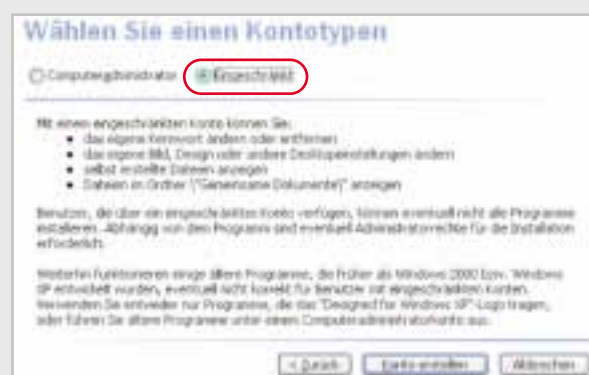 Wählen Sie einen Kontotypen
Computeradministrator Eingeschränkt
Mit einem eingeschränkten Konto können Sie:
das eigene Kennwort ändern oder entfernen
das eigene Bild, Design oder andere Desktopeinstellungen ändern
selbst erstellte Dateien anzeigen
Dateien im Ordner \"Gemeinsame Dokumente\" anzeigen
Benutzer, die über ein eingeschränktes Konto verfügen, können eventuell nicht alle Programme
installieren. Abhängig von dem Programm sind eventuell Administratorrechte für die Installation
erforderlich.
Weiterhin funktionieren einige ältere Programme, die früher als Windows 2000 bzw. Windows
XP entwickelt wurden, eventuell nicht korrekt für Benutzer mit eingeschränkten Konten.
Verwenden Sie entweder nur Programme, die das "Designed for Windows XP"-Logo tragen,
oder führen Sie ältere Programme unter einem Computeradministratorkonto aus.
< Zurück Konto erstellen Abbrechen